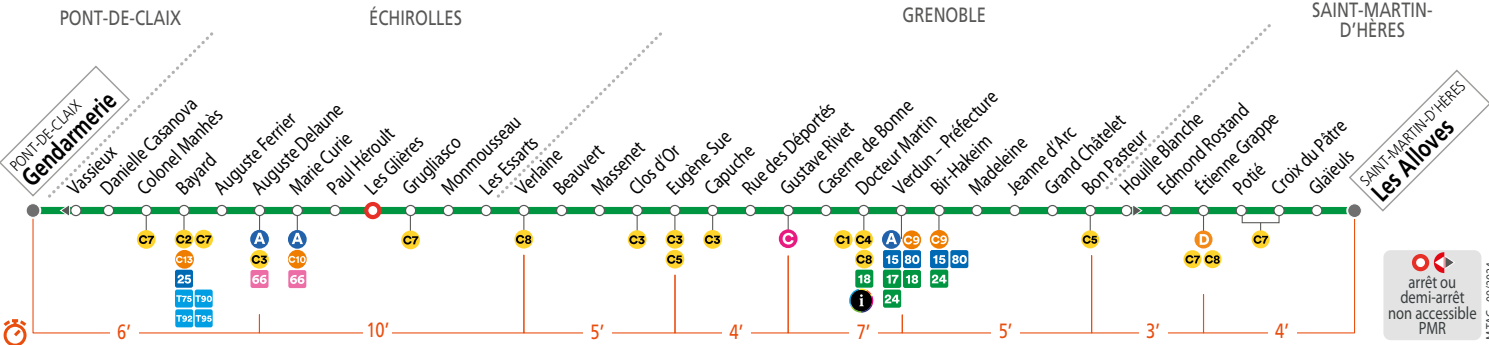 PONT-DE-CLAIX
ÉCHIROLLES
GRENOBLE
SAINT-MARTIN-
D'HÈRES
PONT-DE-CLAIX
Gendarmerie
Vassieux
Danielle Casanova
Colonel Manhès
Bayard
Auguste Ferrier
Auguste Delaune
Marie Curie
Paul Héroult
Les Glières
Grugliasco
Monmousseau
Les Essarts
Verlaine
Beauvert
Massenet
Clos d'Or
Eugène Sue
Capuche
Rue des Déportés
Gustave Rivet
Caserne de Bonne
Docteur Martin
Verdun – Préfecture
Bir-Hakeim
Madeleine
Jeanne d'Arc
Grand Châtelet
Bon Pasteur
Houille Blanche
Edmond Rostand
Étienne Grappe
Potié
Croix du Pâtre
Glaïeuls
SAINT-MARTIN-D'HÈRES
Les Alloves
C7
C2 C7
C13
25
T75 T90
T92 T95
A
C3
66
A
C10
66
C7
C8
C3
C3
C5
C3
C
C1 C4
C8
18
i
A C9
15 80
17 18
24
C9
15 80
24
C5
D
C7 C8
C7
6'
10'
5'
4'
7'
5'
3'
4'
arrêt ou
demi-arrêt
non accessible
PMR